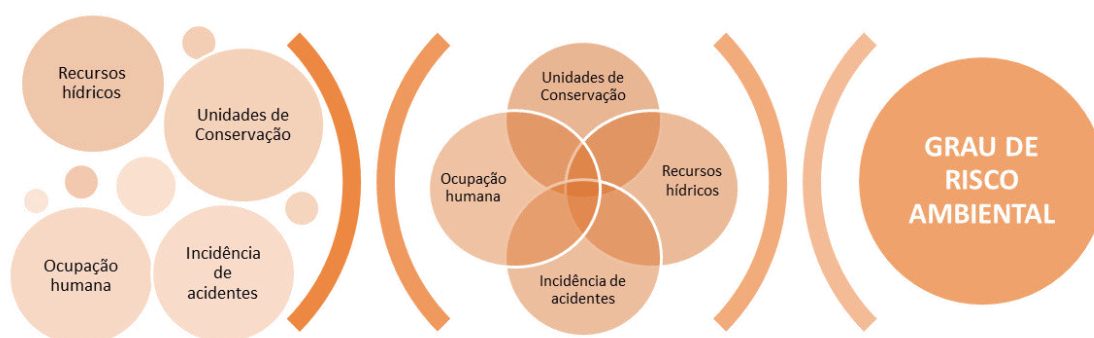 Recursos
hídricos
Unidades de
Conservação
Ocupação
humana
Incidência
de
acidentes
Unidades de
Conservação
Ocupação
humana
Recursos
hídricos
Incidência de
acidentes
GRAU DE
RISCO
AMBIENTAL